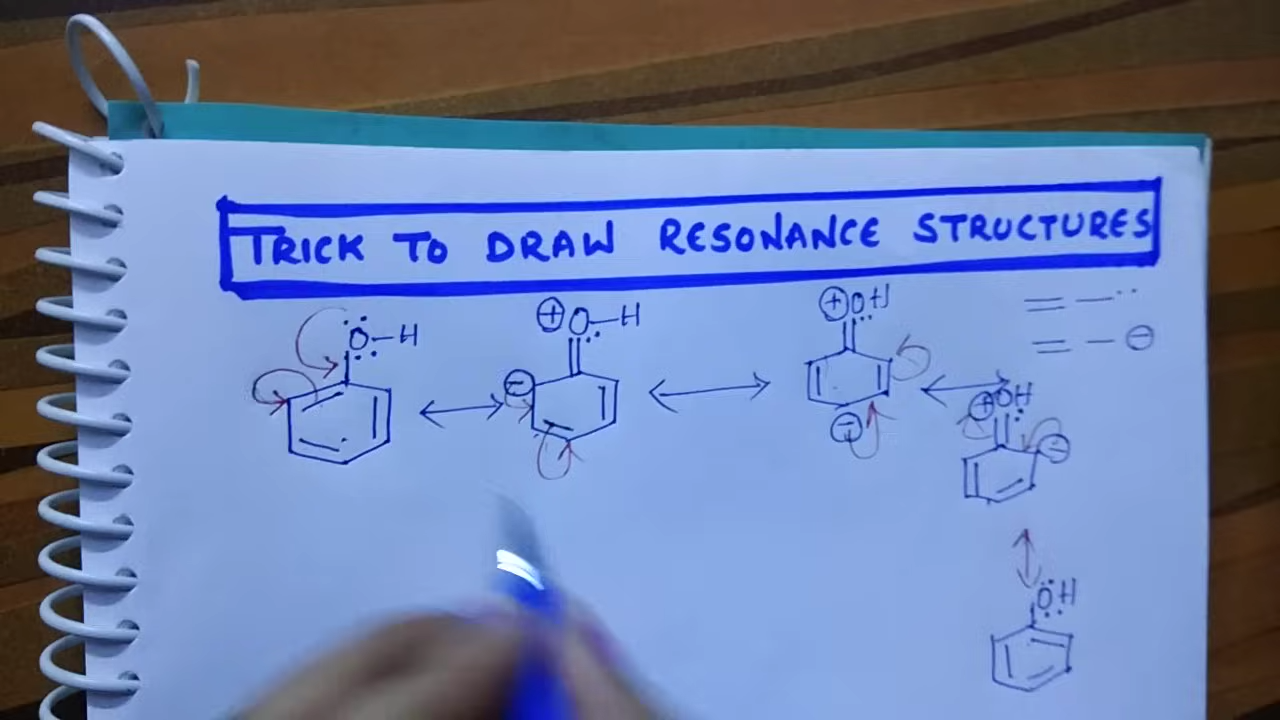 TRICK TO DRAW RESONANCE STRUCTURES
O-H
⊕ O-H
⊕ OH
⊖
⊖
⊖
⊕ OH
⊖
OH